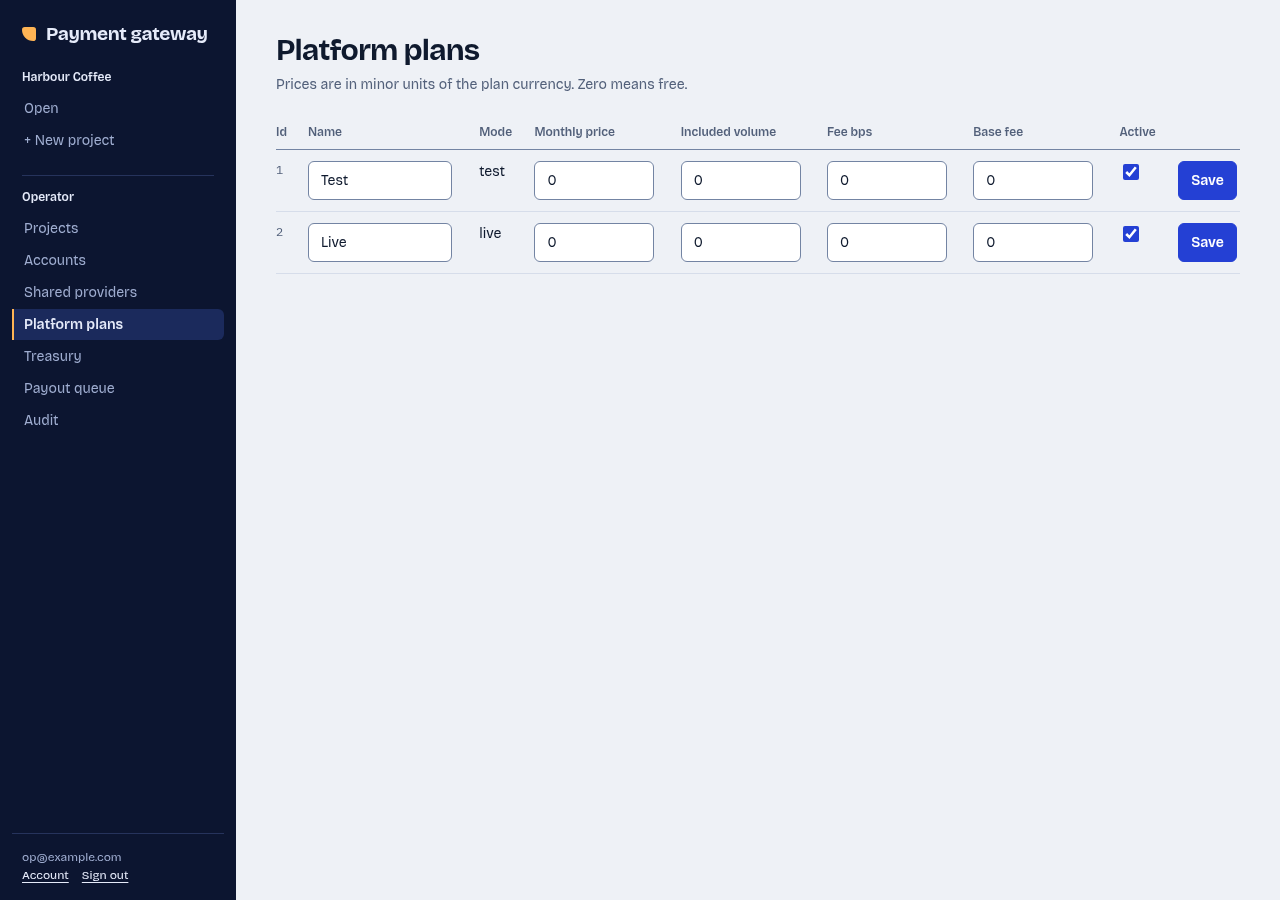 Payment gateway
Harbour Coffee
Open
+ New project
Operator
Projects
Accounts
Shared providers
Platform plans
Treasury
Payout queue
Audit
op@example.com
Account Sign out
Platform plans
Prices are in minor units of the plan currency. Zero means free.
Id Name Mode Monthly price Included volume Fee bps Base fee Active
1 Test test 0 0 0 0 Save
2 Live live 0 0 0 0 Save